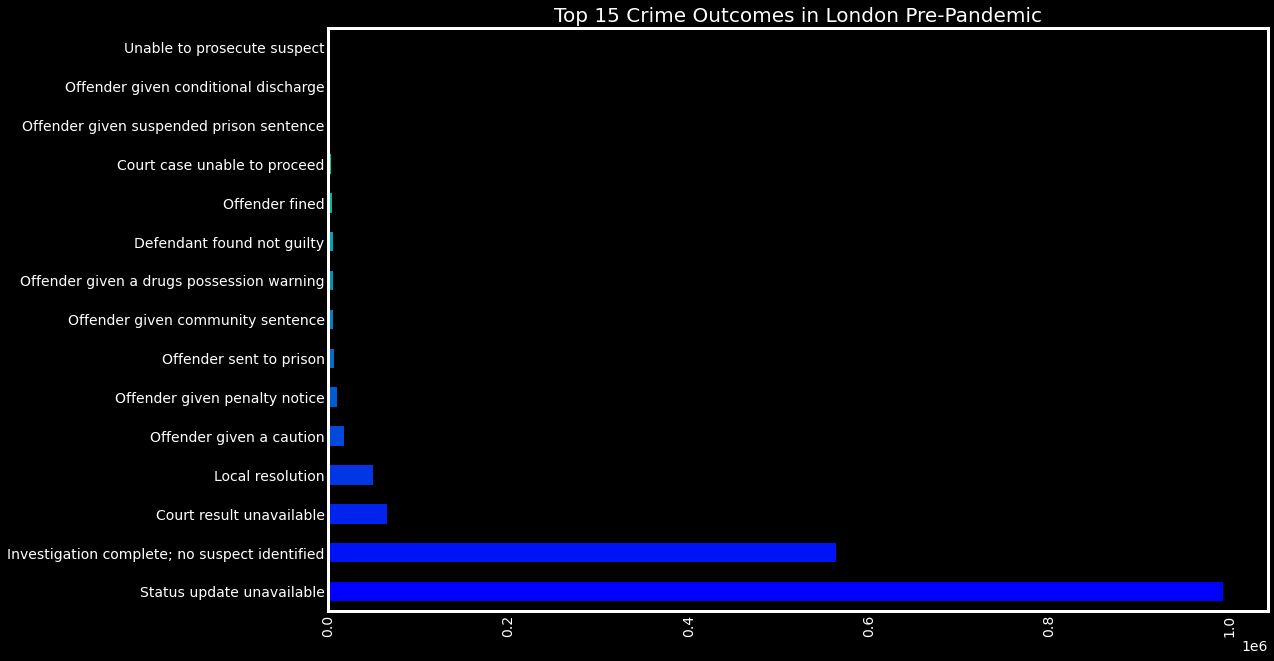 Top 15 Crime Outcomes in London Pre-Pandemic
Unable to prosecute suspect
Offender given conditional discharge
Offender given suspended prison sentence
Court case unable to proceed
Offender fined
Defendant found not guilty
Offender given a drugs possession warning
Offender given community sentence
Offender sent to prison
Offender given penalty notice
Offender given a caution
Local resolution
Court result unavailable
Investigation complete; no suspect identified
Status update unavailable
0.0
0.2
0.4
0.6
0.8
1.0
1e6